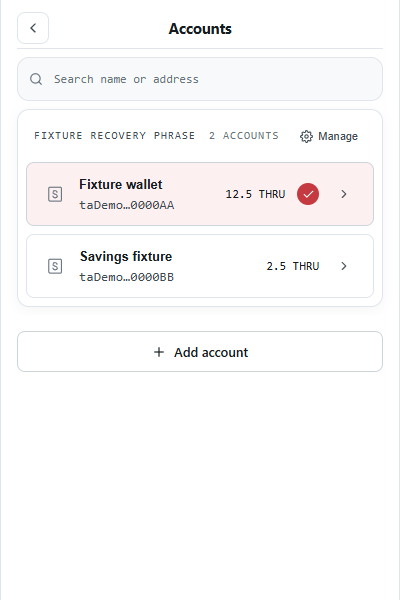 Accounts
Search name or address
FIXTURE RECOVERY PHRASE 2 ACCOUNTS Manage
Fixture wallet
taDemo…0000AA
12.5 THRU
Savings fixture
taDemo…0000BB
2.5 THRU
Add account